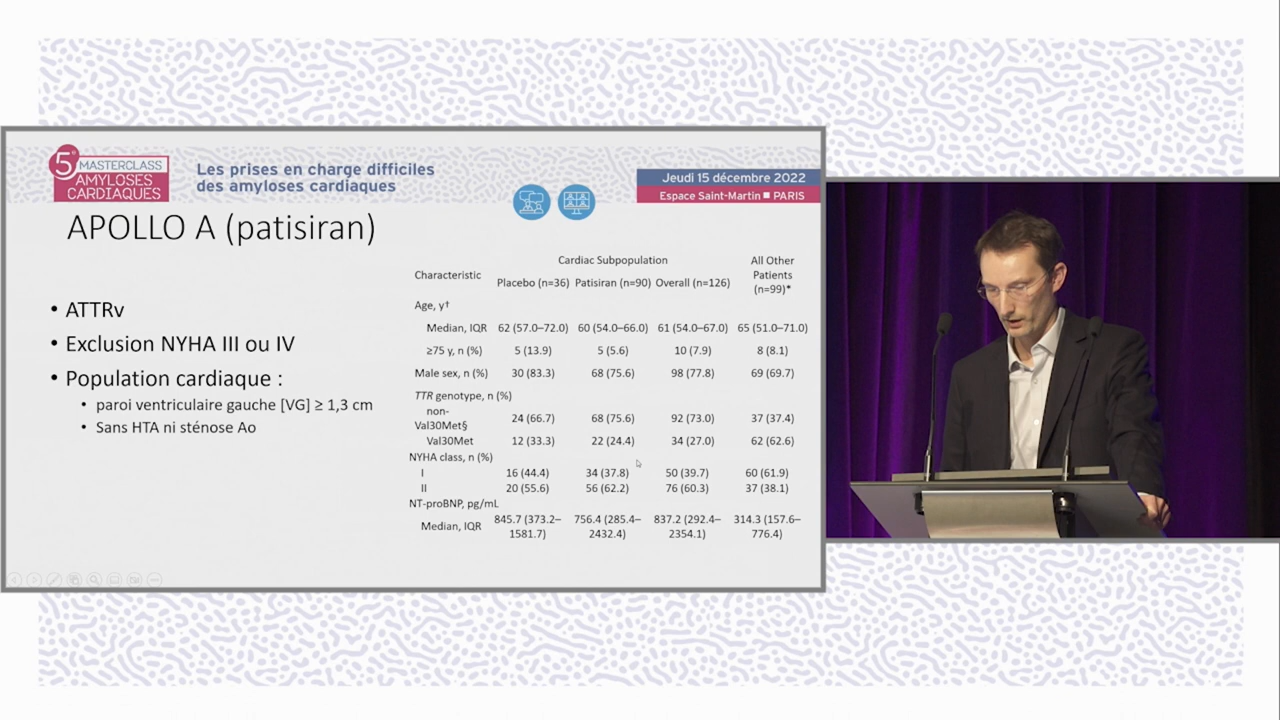 5e MASTERCLASS
AMYLOSES
CARDIAQUES
Les prises en charge difficiles
des amyloses cardiaques
Jeudi 15 décembre 2022
Espace Saint-Martin ■ PARIS
APOLLO A (patisiran)
• ATTRv
• Exclusion NYHA III ou IV
• Population cardiaque :
• paroi ventriculaire gauche [VG] ≥ 1,3 cm
• Sans HTA ni sténose Ao
Cardiac Subpopulation All Other
Characteristic Placebo (n=36) Patisiran (n=90) Overall (n=126) Patients
(n=99)*
Age, y†
Median, IQR 62 (57.0–72.0) 60 (54.0–66.0) 61 (54.0–67.0) 65 (51.0–71.0)
≥75 y, n (%) 5 (13.9) 5 (5.6) 10 (7.9) 8 (8.1)
Male sex, n (%) 30 (83.3) 68 (75.6) 98 (77.8) 69 (69.7)
TTR genotype, n (%)
non-
Val30Met§ 24 (66.7) 68 (75.6) 92 (73.0) 37 (37.4)
Val30Met 12 (33.3) 22 (24.4) 34 (27.0) 62 (62.6)
NYHA class, n (%)
I 16 (44.4) 34 (37.8) 50 (39.7) 60 (61.9)
II 20 (55.6) 56 (62.2) 76 (60.3) 37 (38.1)
NT-proBNP, pg/mL
Median, IQR 845.7 (373.2– 756.4 (285.4– 837.2 (292.4– 314.3 (157.6–
1581.7) 2432.4) 2354.1) 776.4)